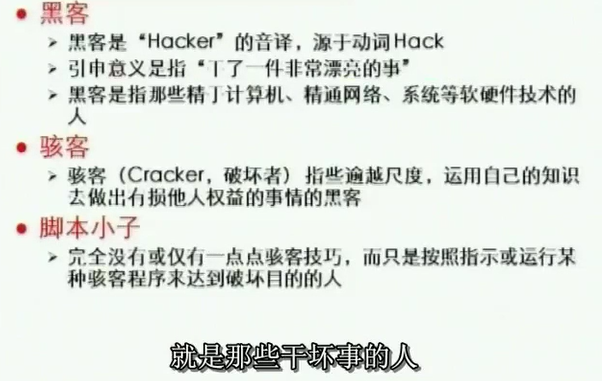 • 黑客
➢ 黑客是“Hacker”的音译，源于动词Hack
➢ 引申意义是指“干了一件非常漂亮的事”
➢ 黑客是指那些精于计算机、精通网络、系统等软硬件技术的
人
• 骇客
➢ 骇客（Cracker，破坏者）指些逾越尺度，运用自己的知识
去做出有损他人权益的事情的黑客
• 脚本小子
➢ 完全没有或仅有一点点骇客技巧，而只是按照指示或运行某
种骇客程序来达到破坏目的的人
就是那些干坏事的人